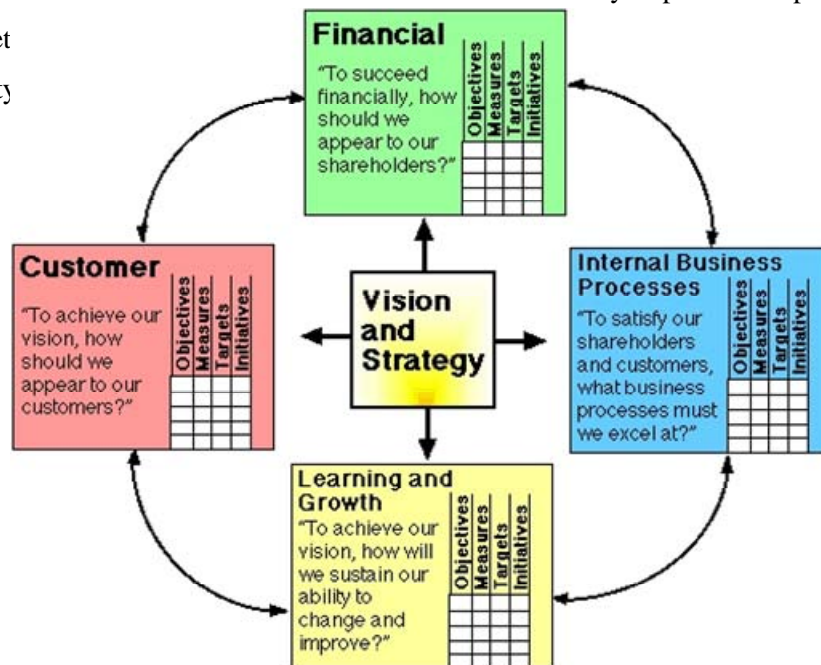 et
Financial
"To succeed
financially, how
should we
appear to our
shareholders?"
Objectives
Measures
Targets
Initiatives
Customer
"To achieve our
vision, how
should we
appear to our
customers?"
Objectives
Measures
Targets
Initiatives
Vision
and
Strategy
Internal Business
Processes
"To satisfy our
shareholders
and customers,
what business
processes must
we excel at?"
Objectives
Measures
Targets
Initiatives
Learning and
Growth
"To achieve our
vision, how will
we sustain our
ability to
change and
improve?"
Objectives
Measures
Targets
Initiatives